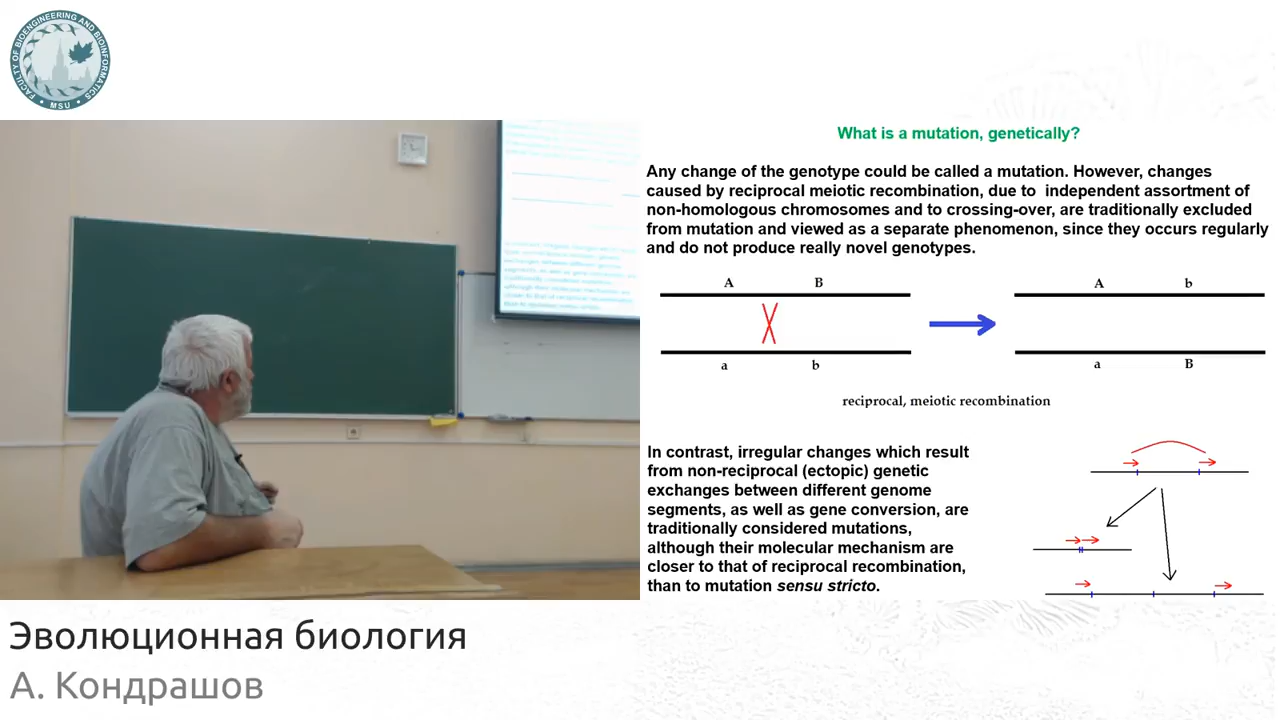 FACULTY OF BIOENGINEERING AND BIOINFORMATICS
• MSU •
What is a mutation, genetically?
Any change of the genotype could be called a mutation. However, changes
caused by reciprocal meiotic recombination, due to independent assortment of
non-homologous chromosomes and to crossing-over, are traditionally excluded
from mutation and viewed as a separate phenomenon, since they occurs regularly
and do not produce really novel genotypes.
A B
a b
A b
a B
reciprocal, meiotic recombination
In contrast, irregular changes which result
from non-reciprocal (ectopic) genetic
exchanges between different genome
segments, as well as gene conversion, are
traditionally considered mutations,
although their molecular mechanism are
closer to that of reciprocal recombination,
than to mutation sensu stricto.
Эволюционная биология
А. Кондрашов